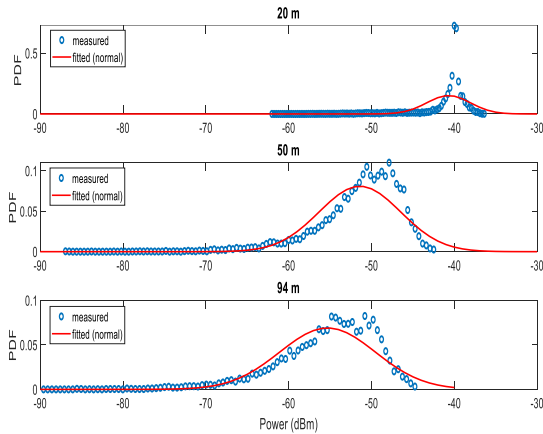 20 m
PDF
0.5
0
measured
fitted (normal)
-90 -80 -70 -60 -50 -40 -30
50 m
PDF
0.1
0.05
0
measured
fitted (normal)
-90 -80 -70 -60 -50 -40 -30
94 m
PDF
0.1
0.05
0
measured
fitted (normal)
-90 -80 -70 -60 -50 -40 -30
Power (dBm)